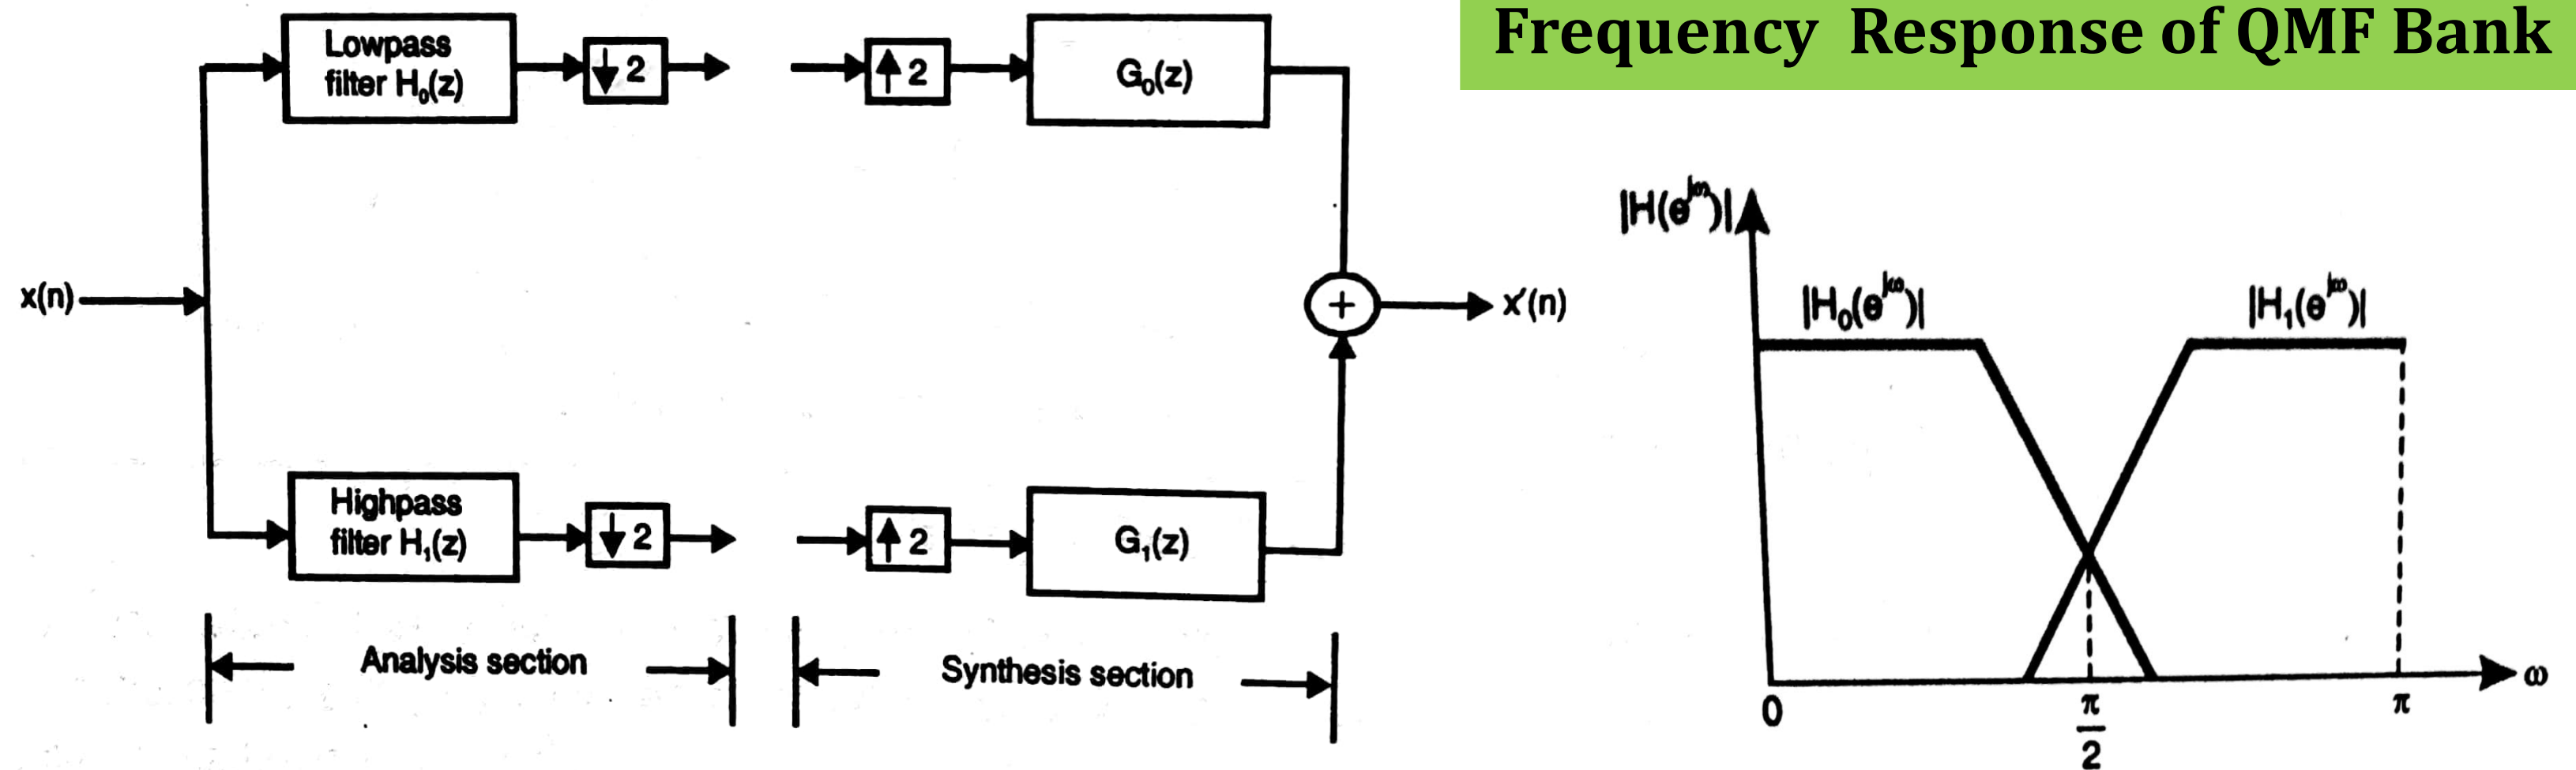 Frequency Response of QMF Bank
Lowpass
filter H₀(z)
↓ 2
↑ 2
G₀(z)
x(n)
+
x′(n)
Highpass
filter H₁(z)
↓ 2
↑ 2
G₁(z)
Analysis section
Synthesis section
|H(e^jω)|
|H₀(e^jω)|
|H₁(e^jω)|
0
π
2
π
ω